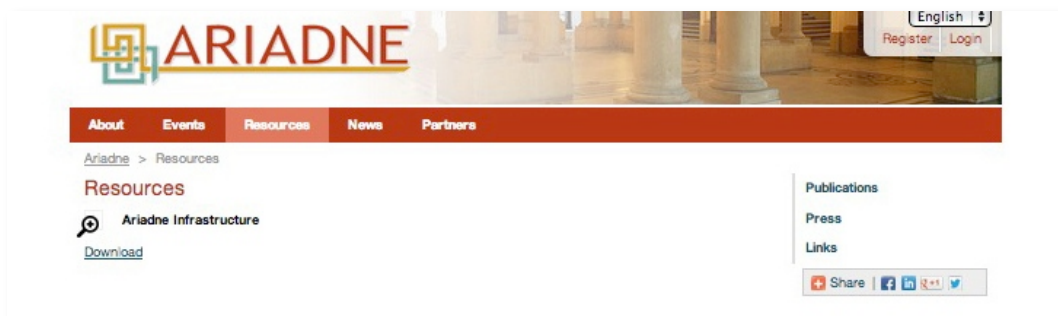 ARIADNE
English
Register Login
About Events Resources News Partners
Ariadne > Resources
Resources
Ariadne Infrastructure
Download
Publications
Press
Links
Share |